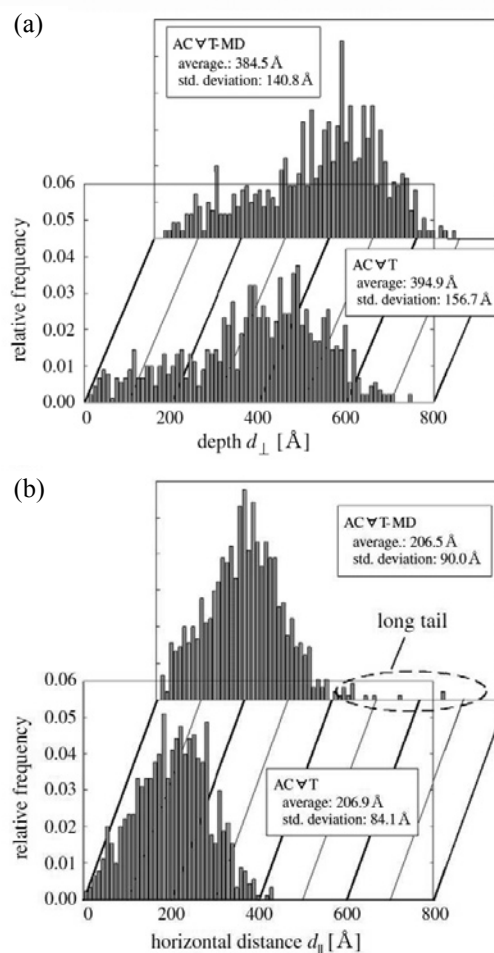 (a)
AC∀T-MD
average.: 384.5 Å
std. deviation: 140.8 Å
0.06
0.05
0.04
0.03
0.02
0.01
0.00
relative frequency
AC∀T
average: 394.9 Å
std. deviation: 156.7 Å
0 200 400 600 800
depth d⊥ [Å]
(b)
AC∀T-MD
average.: 206.5 Å
std. deviation: 90.0 Å
long tail
0.06
0.05
0.04
0.03
0.02
0.01
0.00
relative frequency
AC∀T
average: 206.9 Å
std. deviation: 84.1 Å
0 200 400 600 800
horizontal distance d∥ [Å]